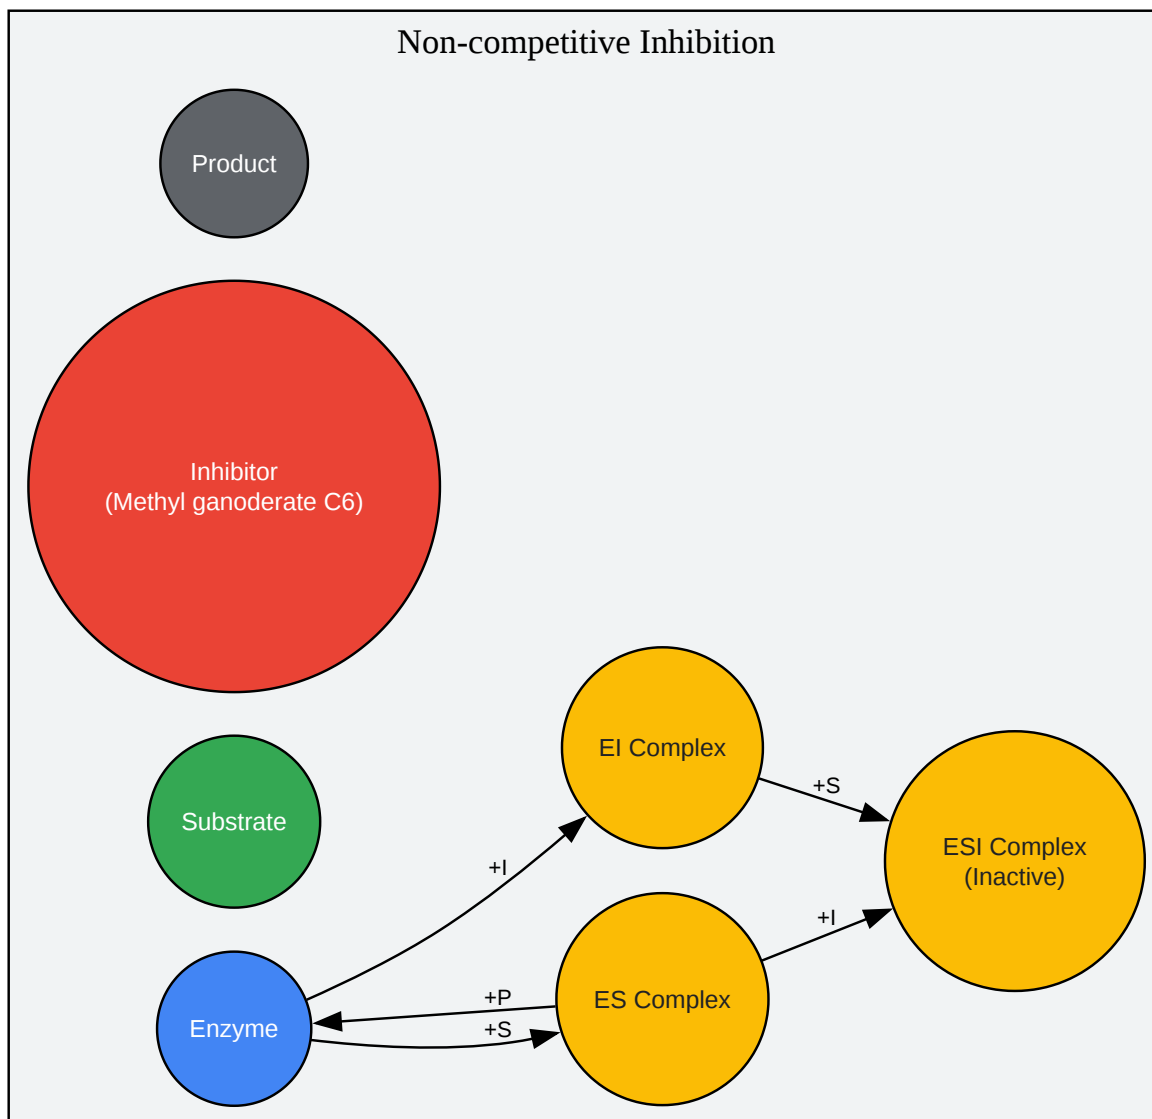 Non-competitive Inhibition
Product
Inhibitor
(Methyl ganoderate C6)
EI Complex
+S
Substrate
ESI Complex
(Inactive)
+I
+I
ES Complex
+P
Enzyme
+S